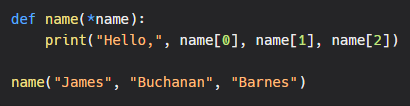 def name(*name):
    print("Hello,", name[0], name[1], name[2])

name("James", "Buchanan", "Barnes")